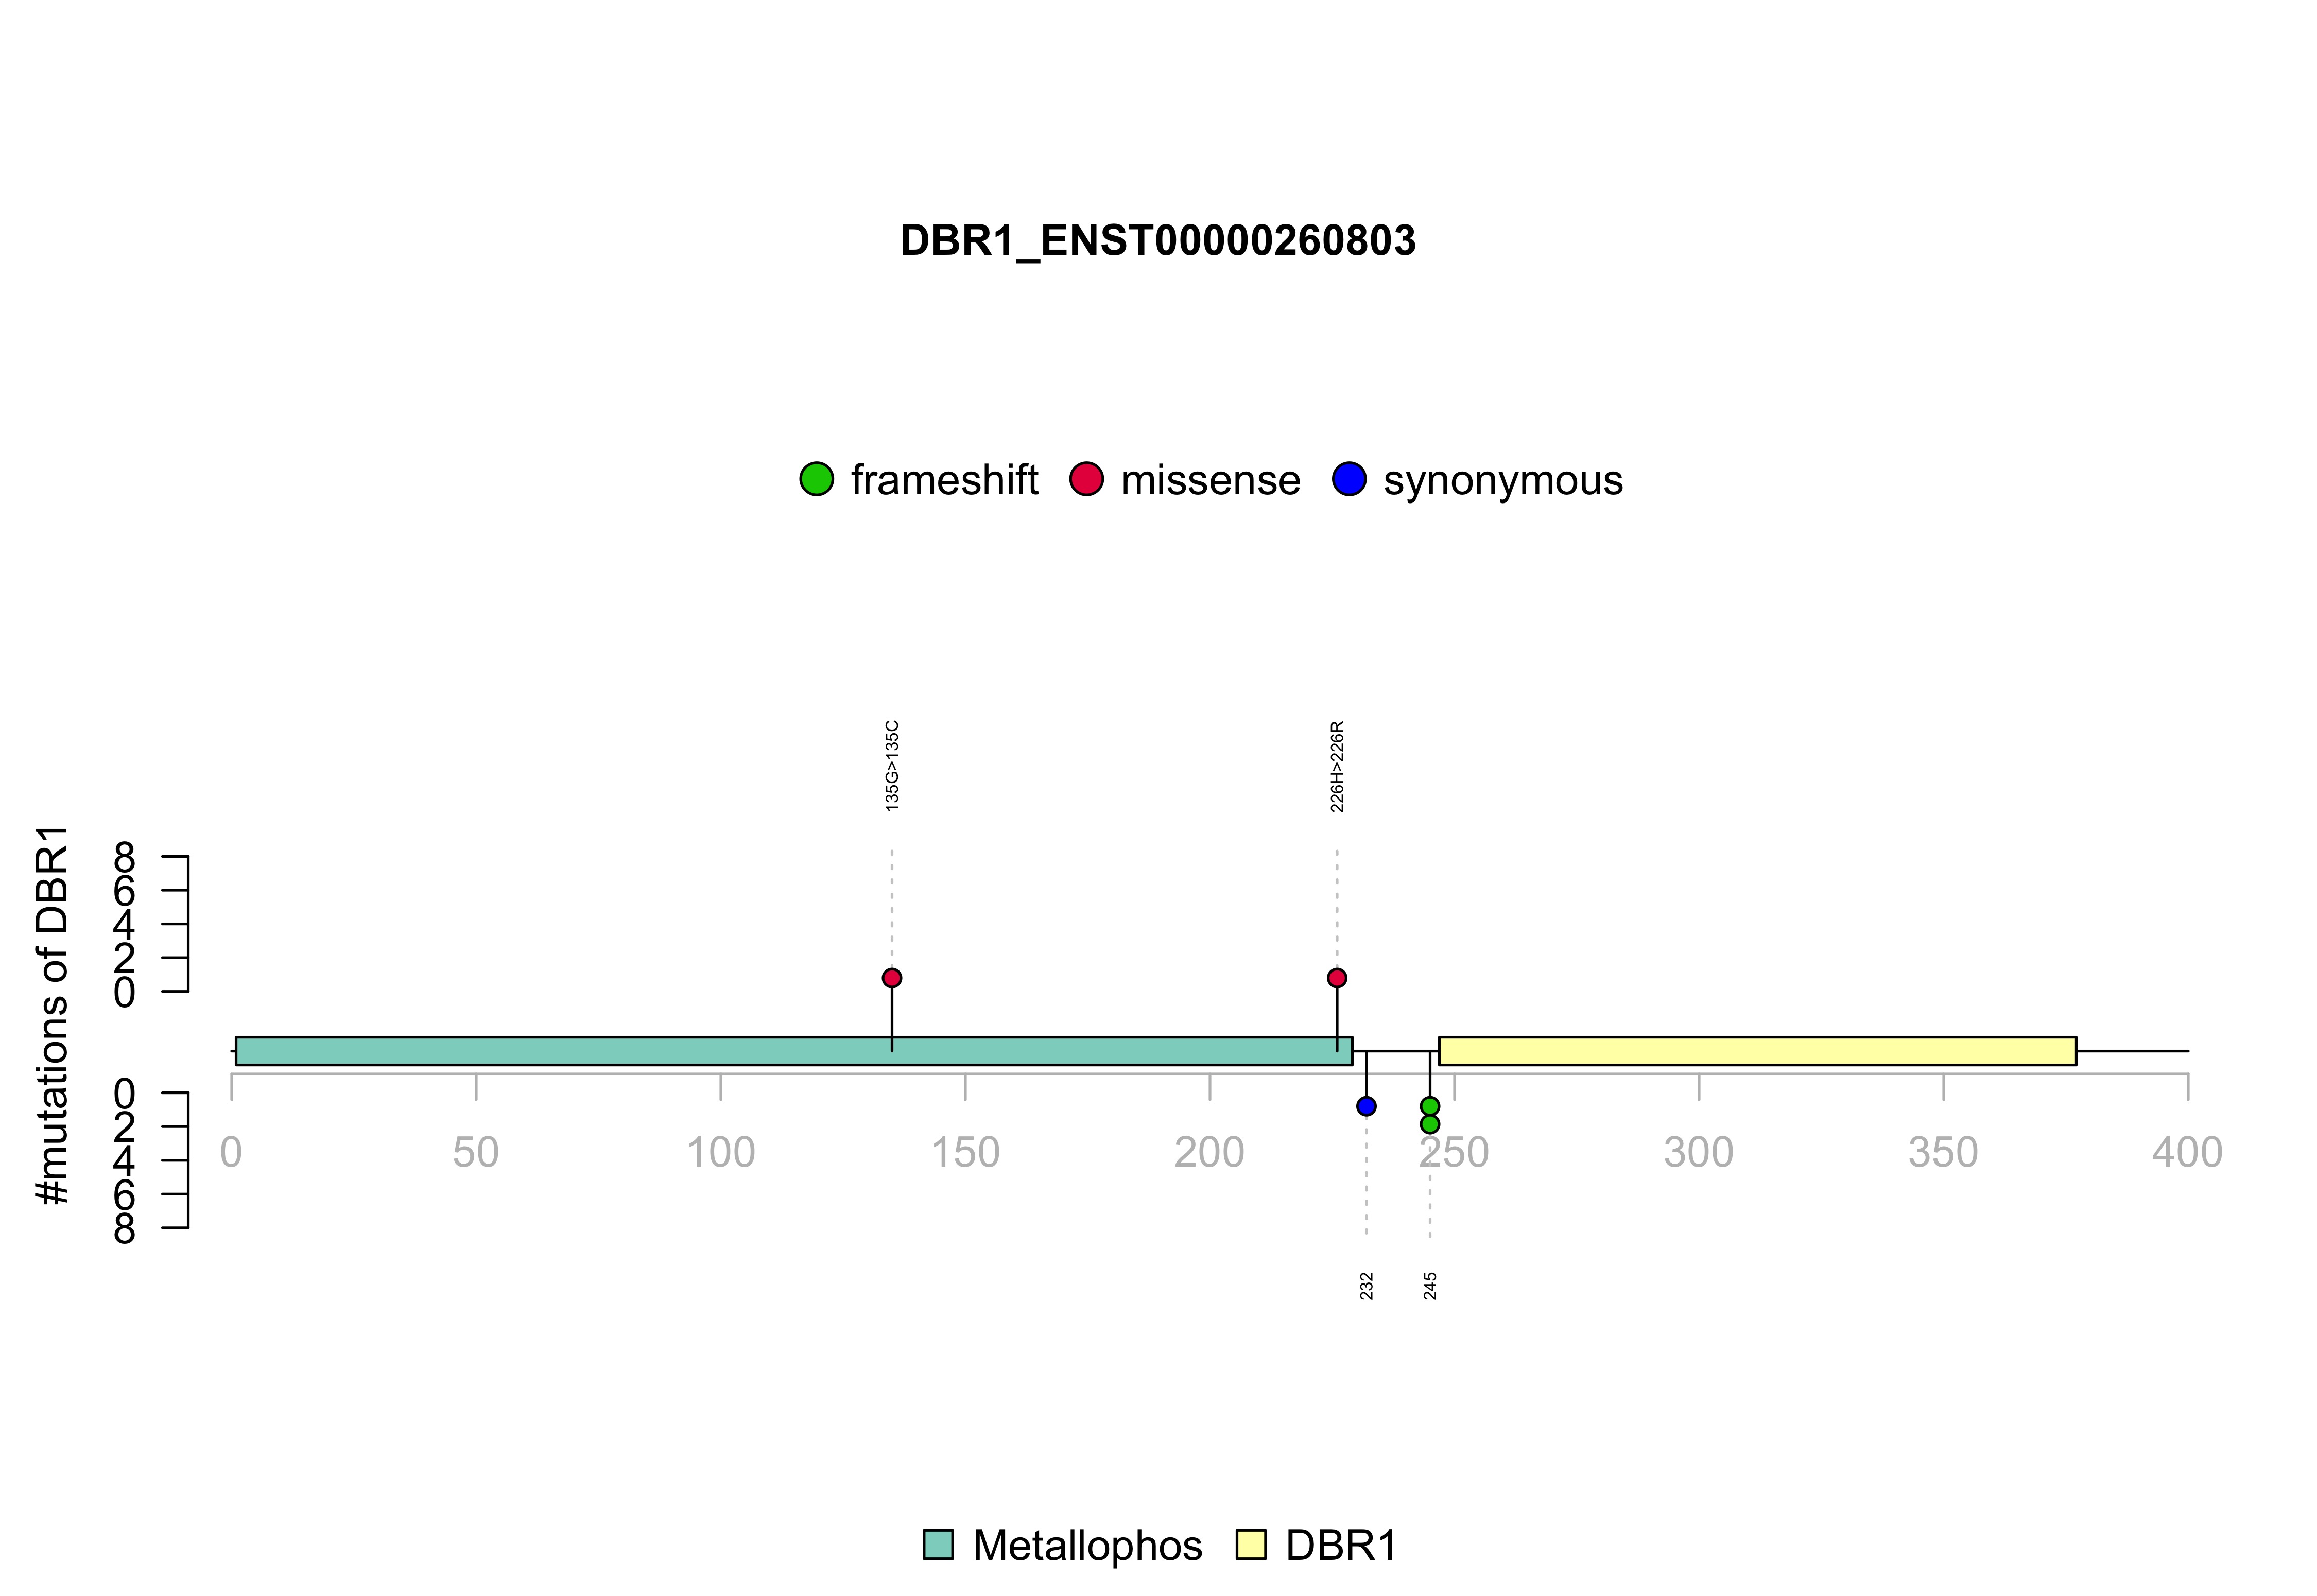 DBR1_ENST00000260803
frameshift missense synonymous
135G>135C 226H>226R
#mutations of DBR1
8
6
4
2
0
0
2
4
6
8
0 50 100 150 200 250 300 350 400
232 245
Metallophos DBR1